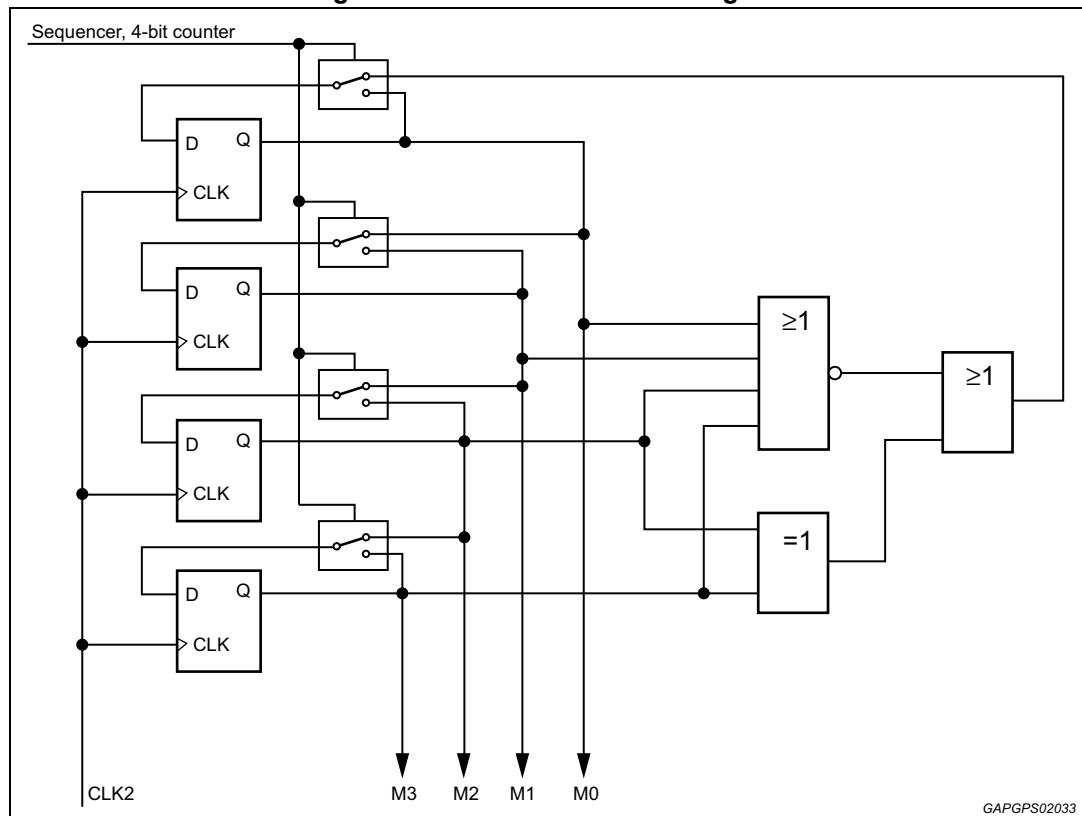 Sequencer, 4-bit counter
D Q
CLK
D Q
CLK
≥1
≥1
D Q
CLK
=1
D Q
CLK
CLK2 M3 M2 M1 M0
GAPGPS02033